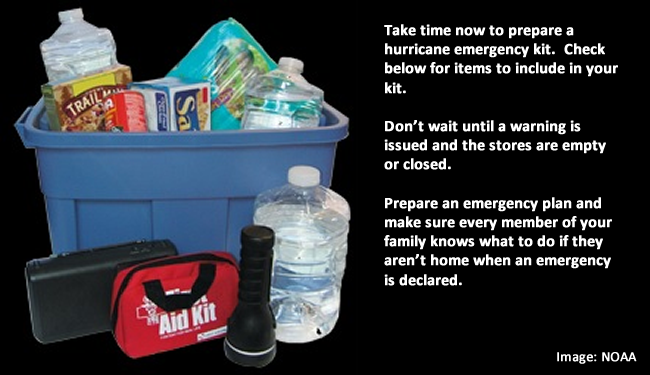 Take time now to prepare a
hurricane emergency kit.  Check
below for items to include in your
kit.
Don’t wait until a warning is
issued and the stores are empty
or closed.
Prepare an emergency plan and
make sure every member of your
family knows what to do if they
aren’t home when an emergency
is declared.
TRAIL
Aid Kit
Image: NOAA